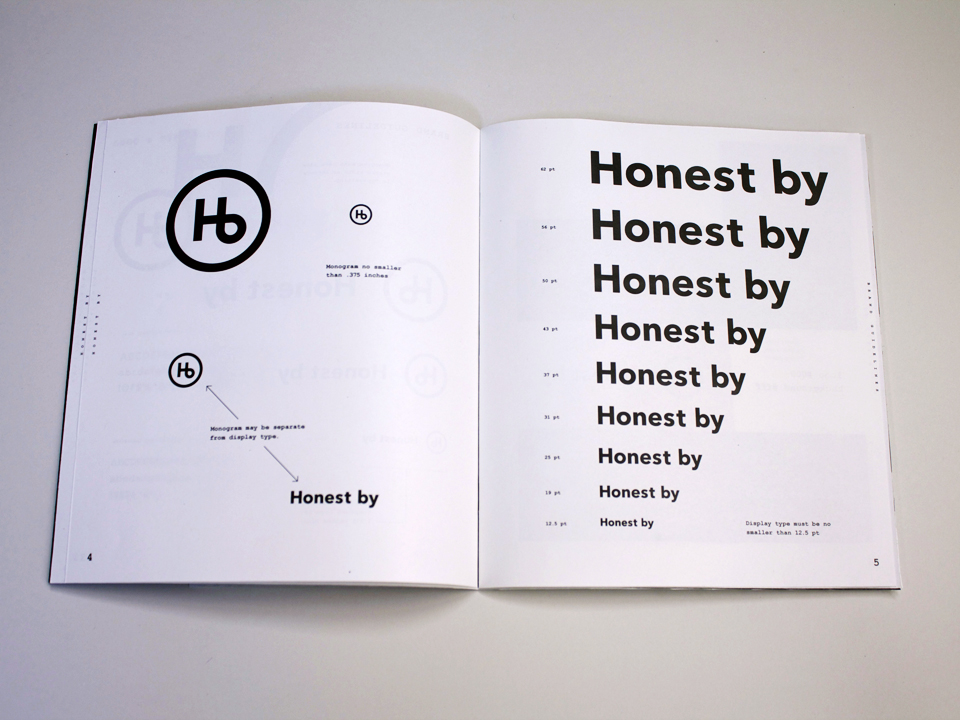 Hb
Hb
Monogram no smaller
than .375 inches
Hb
Monogram may be separate
from display type.
Honest by
4
62 pt Honest by
56 pt Honest by
50 pt Honest by
43 pt Honest by
37 pt Honest by
31 pt Honest by
25 pt Honest by
19 pt Honest by
12.5 pt Honest by
Display type must be no
smaller than 12.5 pt
5